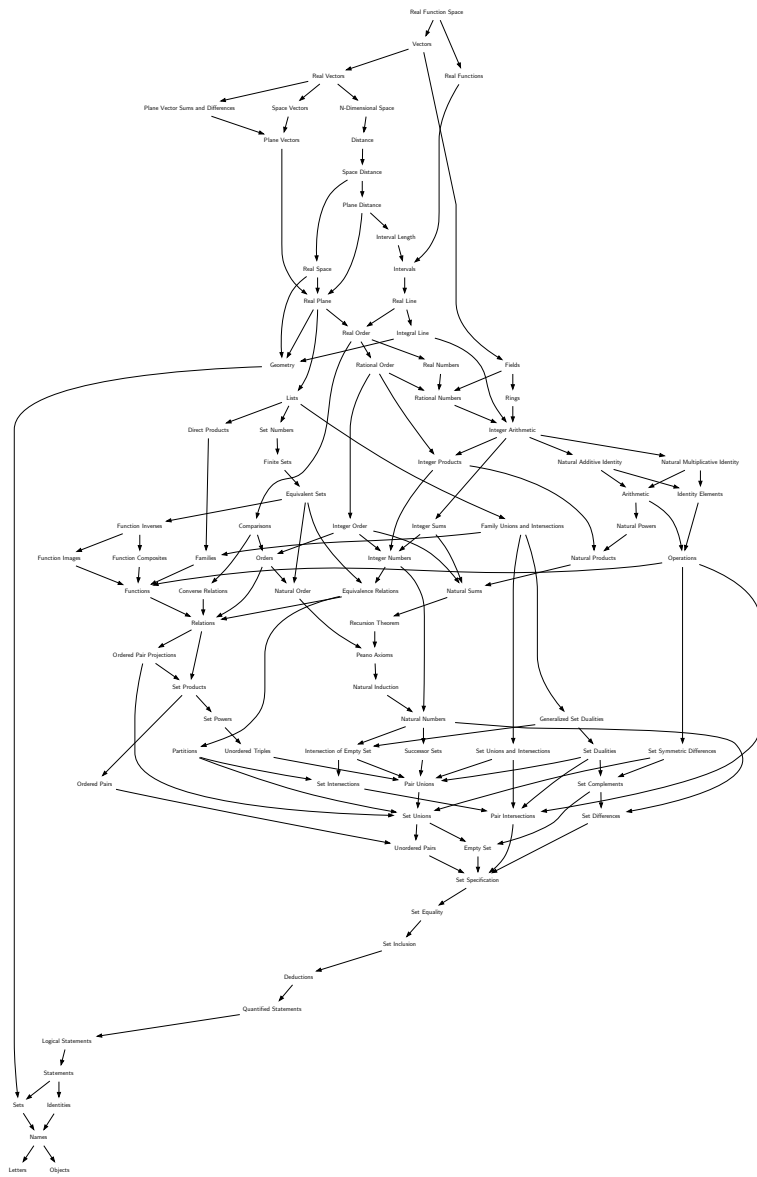 Real Function Space
Vectors
Real Vectors
Real Functions
Plane Vector Sums and Differences
Space Vectors
N-Dimensional Space
Plane Vectors
Distance
Space Distance
Plane Distance
Interval Length
Real Space
Intervals
Real Plane
Real Line
Real Order
Integral Line
Geometry
Rational Order
Real Numbers
Fields
Lists
Rational Numbers
Rings
Direct Products
Set Numbers
Integer Arithmetic
Finite Sets
Integer Products
Natural Additive Identity
Natural Multiplicative Identity
Equivalent Sets
Arithmetic
Identity Elements
Function Inverses
Comparisons
Integer Order
Integer Sums
Family Unions and Intersections
Natural Powers
Function Images
Function Composites
Families
Orders
Integer Numbers
Natural Products
Operations
Functions
Converse Relations
Natural Order
Equivalence Relations
Natural Sums
Relations
Recursion Theorem
Ordered Pair Projections
Peano Axioms
Set Products
Natural Induction
Set Powers
Natural Numbers
Generalized Set Dualities
Partitions
Unordered Triples
Intersection of Empty Set
Successor Sets
Set Unions and Intersections
Set Dualities
Set Symmetric Differences
Ordered Pairs
Set Intersections
Pair Unions
Set Complements
Set Unions
Pair Intersections
Set Differences
Unordered Pairs
Empty Set
Set Specification
Set Equality
Set Inclusion
Deductions
Quantified Statements
Logical Statements
Statements
Sets
Identities
Names
Letters
Objects